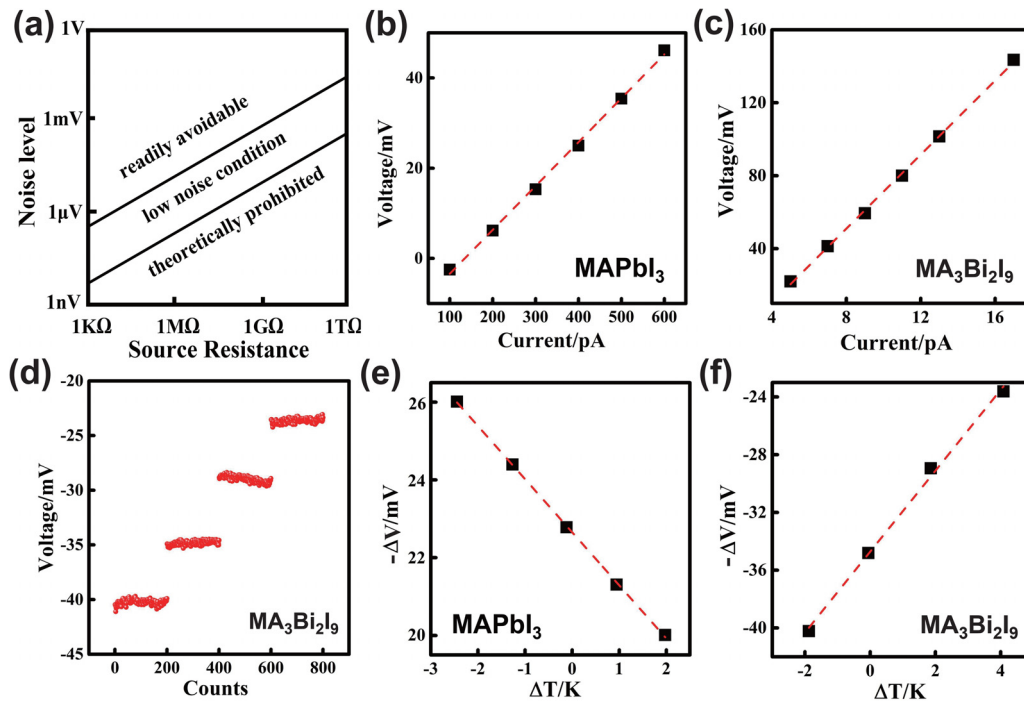 (a)
1V
1mV
1μV
1nV
Noise level
readily avoidable
low noise condition
theoretically prohibited
1KΩ 1MΩ 1GΩ 1TΩ
Source Resistance
(b)
40
20
0
Voltage/mV
MAPbI₃
100 200 300 400 500 600
Current/pA
(c)
160
120
80
40
Voltage/mV
MA₃Bi₂I₉
4 8 12 16
Current/pA
(d)
-20
-25
-30
-35
-40
-45
Voltage/mV
MA₃Bi₂I₉
0 200 400 600 800
Counts
(e)
26
24
22
20
-ΔV/mV
MAPbI₃
-3 -2 -1 0 1 2
ΔT/K
(f)
-24
-28
-32
-36
-40
-ΔV/mV
MA₃Bi₂I₉
-2 0 2 4
ΔT/K